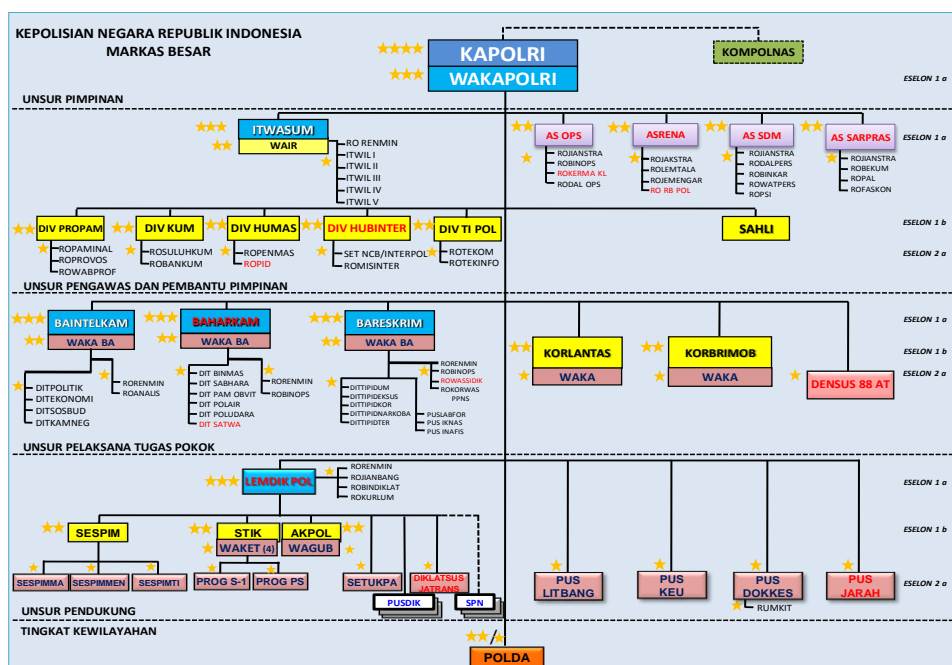 KEPOLISIAN NEGARA REPUBLIK INDONESIA
MARKAS BESAR
KAPOLRI
WAKAPOLRI
KOMPOLNAS
ESELON 1 a
UNSUR PIMPINAN
ITWASUM
WAIR
RO RENMIN
ITWIL I
ITWIL II
ITWIL III
ITWIL IV
ITWIL V
AS OPS
ROJIANSTRA
ROBINOPS
ROKERMA KL
RODAL OPS
ASRENA
ROJAKSTRA
ROLEMTALA
ROJEMENGAR
RO RB POL
AS SDM
ROJIANSTRA
RODALPERS
ROBINKAR
ROWATPERS
ROPSI
AS SARPRAS
ROJIANSTRA
ROBEKUM
ROPAL
ROFASKON
ESELON 1 a
DIV PROPAM
ROPAMINAL
ROPROVOS
ROWABPROF
DIV KUM
ROSULUHKUM
ROBANKUM
DIV HUMAS
ROPENMAS
ROPID
DIV HUBINTER
SET NCB/INTERPOL
ROMISINTER
DIV TI POL
ROTEKOM
ROTEKINFO
SAHLI
ESELON 1 b
ESELON 2 a
UNSUR PENGAWAS DAN PEMBANTU PIMPINAN
BAINTELKAM
WAKA BA
DITPOLITIK
DITEKONOMI
DITSOSBUD
DITKAMNEG
RORENMIN
ROANALIS
BAHARKAM
WAKA BA
DIT BINMAS
DIT SABHARA
DIT PAM OBVIT
DIT POLAIR
DIT POLUDARA
DIT SATWA
RORENMIN
ROBINOPS
BARESKRIM
WAKA BA
DITTIPIDUM
DITTIPIDEKSUS
DITTIPIDKOR
DITTIPIDNARKOBA
DITTIPIDTER
RORENMIN
ROBINOPS
ROWASSIDIK
ROKORWAS
PPNS
PUSLABFOR
PUS IKNAS
PUS INAFIS
KORLANTAS
WAKA
KORBRIMOB
WAKA
DENSUS 88 AT
ESELON 1 a
ESELON 1 b
ESELON 2 a
UNSUR PELAKSANA TUGAS POKOK
LEMDIK POL
RORENMIN
ROJIANBANG
ROBINDIKLAT
ROKURLUM
ESELON 1 a
SESPIM
STIK
WAKET (4)
AKPOL
WAGUB
ESELON 1 b
SESPIMMA
SESPIMMEN
SESPIMTI
PROG S-1
PROG PS
SETUKPA
DIKLATSUS
JATRANS
PUSDIK
SPN
PUS
LITBANG
PUS
KEU
PUS
DOKKES
RUMKIT
PUS
JARAH
ESELON 2 a
UNSUR PENDUKUNG
TINGKAT KEWILAYAHAN
/
POLDA